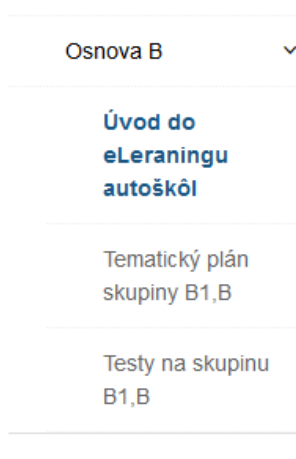 Osnova B
Úvod do
eLeraningu
autoškôl
Tematický plán
skupiny B1,B
Testy na skupinu
B1,B